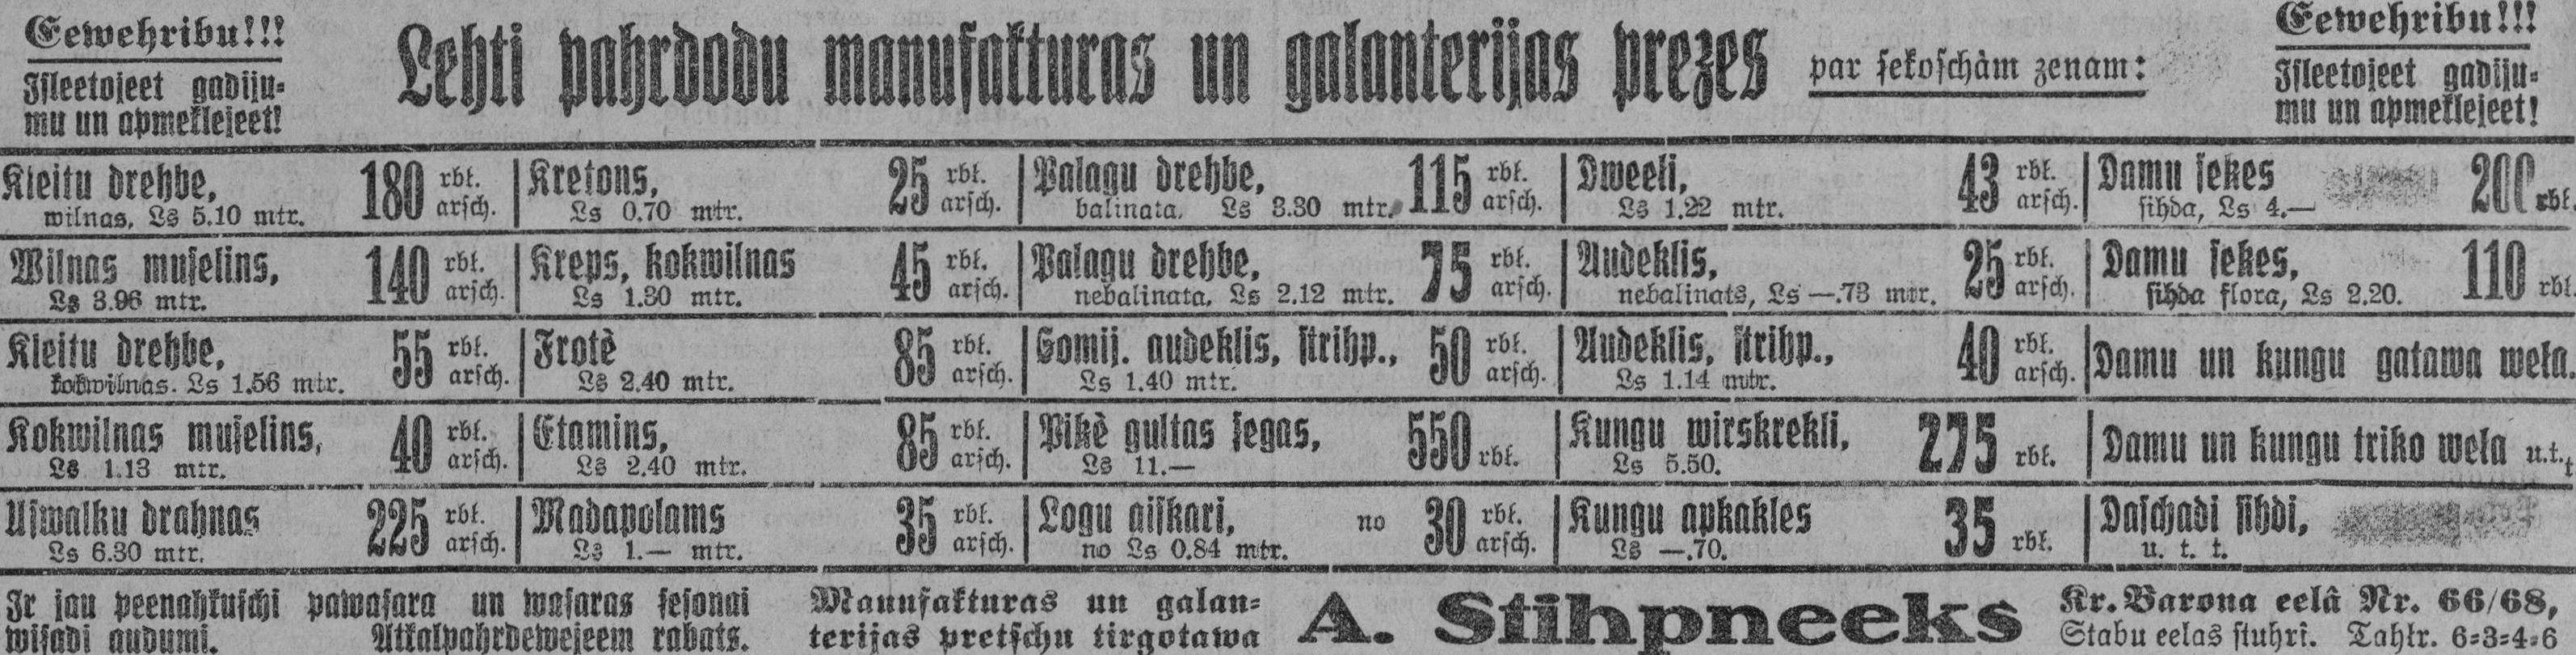 Eewehribu!!!
Isleetojeet gadiju-
mu un apmeklejeet!
Lehti pahrdodu manufakturas un galanterijas prezes par sekoschàm zenam:
Eewehribu!!!
Isleetojeet gadiju-
mu un apmeklejeet!
Kleitu drehbe, 180 rbl. arsch.
wilnas, Ls 5.10 mtr.
Kretons, 25 rbl. arsch.
Ls 0.70 mtr.
Palagu drehbe, 115 rbl. arsch.
balinata, Ls 3.30 mtr.
Dweeli, 43 rbl. arsch.
Ls 1.22 mtr.
Damu sekes 200 rbl.
sihda, Ls 4.—
Wilnas muselins, 140 rbl. arsch.
Ls 3.96 mtr.
Kreps, kokwilnas 45 rbl. arsch.
Ls 1.30 mtr.
Palagu drehbe, 75 rbl. arsch.
nebalinata, Ls 2.12 mtr.
Audeklis, 25 rbl. arsch.
nebalinats, Ls —.73 mtr.
Damu sekes, 110 rbl.
sihda flora, Ls 2.20.
Kleitu drehbe, 55 rbl. arsch.
kokwilnas. Ls 1.56 mtr.
Frotè 85 rbl. arsch.
Ls 2.40 mtr.
Gomij. audeklis, strihp., 50 rbl. arsch.
Ls 1.40 mtr.
Audeklis, strihp., 40 rbl. arsch.
Ls 1.14 mtr.
Damu un kungu gatawa wela.
Kokwilnas muselins, 40 rbl. arsch.
Ls 1.13 mtr.
Etamins, 85 rbl. arsch.
Ls 2.40 mtr.
Pikè gultas segas, 550 rbl.
Ls 11.—
Kungu wirskrekli, 275 rbl.
Ls 5.50.
Damu un kungu triko wela u.t.t
Uswalku drahnas 225 rbl. arsch.
Ls 6.30 mtr.
Madapolams 35 rbl. arsch.
Ls 1.— mtr.
Logu aiskari, no 30 rbl. arsch.
no Ls 0.84 mtr.
Kungu apkakles 35 rbl.
Ls —.70.
Daschadi sihdi,
u. t. t.
Ir jau peenahkuschi pawasara un wasaras sesonai
wisadi audumi. Atkalpahrdewejeem rabats.
Manufakturas un galan-
terijas pretschu tirgotawa
A. Stihpneeks
Kr. Barona eelâ Nr. 66/68,
Stabu eelas stuhri. Tahlr. 6-3-4-6